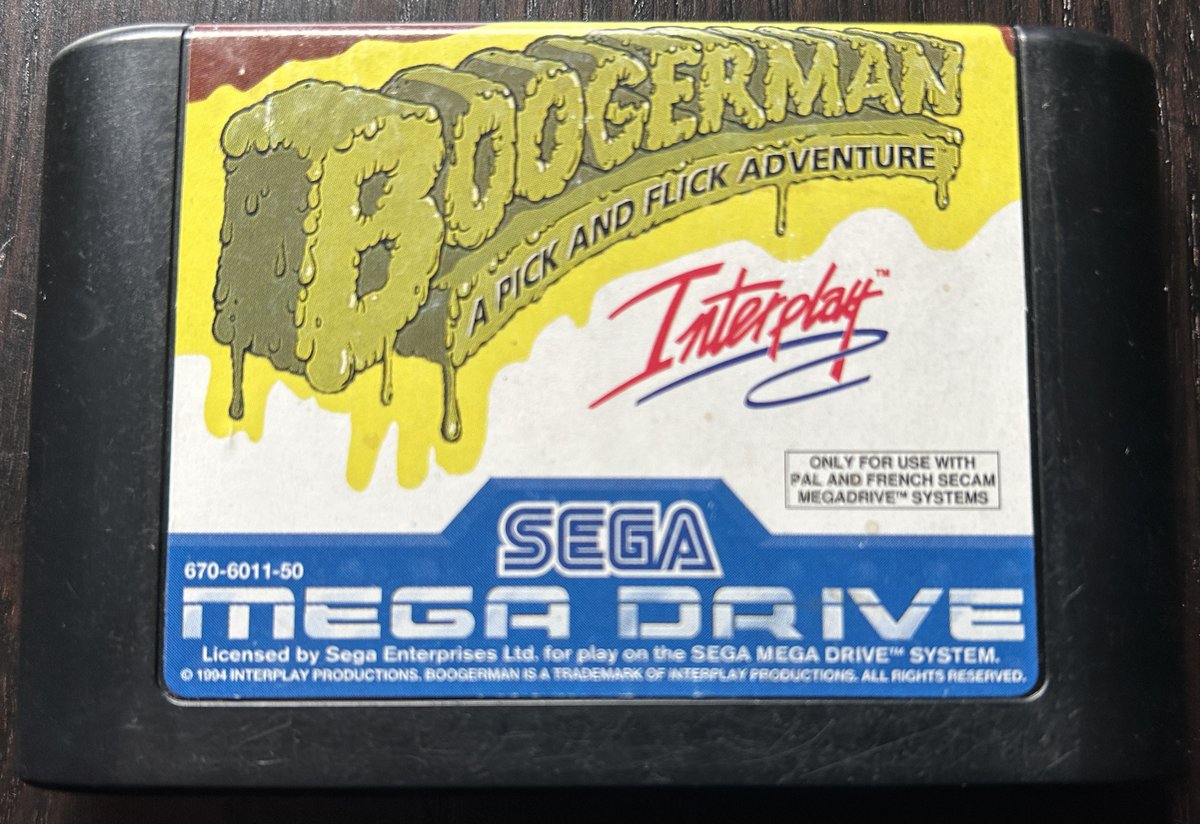 BOOGERMAN
A PICK AND FLICK ADVENTURE™
Interplay™
ONLY FOR USE WITH
PAL AND FRENCH SECAM
MEGADRIVE™ SYSTEMS
SEGA
670-6011-50
MEGA DRIVE
Licensed by Sega Enterprises Ltd. for play on the SEGA MEGA DRIVE™ SYSTEM.
© 1994 INTERPLAY PRODUCTIONS. BOOGERMAN IS A TRADEMARK OF INTERPLAY PRODUCTIONS. ALL RIGHTS RESERVED.